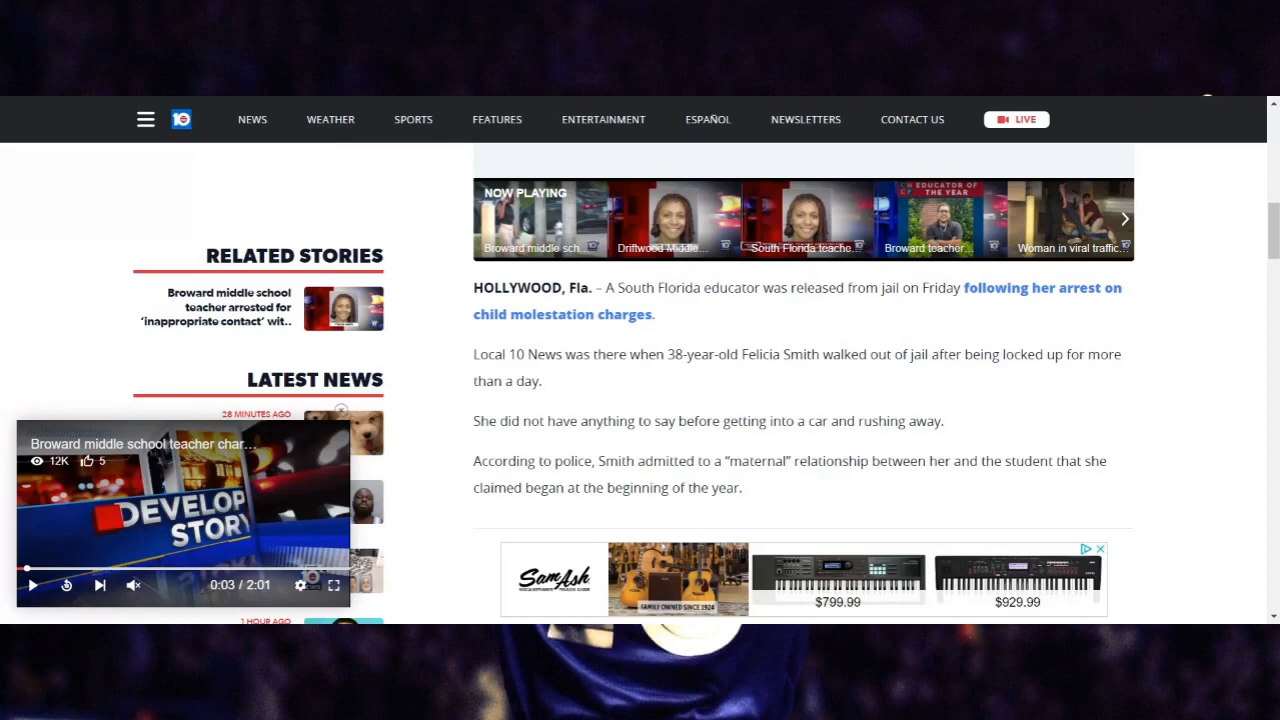 10
NEWS
WEATHER
SPORTS
FEATURES
ENTERTAINMENT
ESPAÑOL
NEWSLETTERS
CONTACT US
LIVE
NOW PLAYING
EDUCATOR OF
THE YEAR
Broward middle sch...
Driftwood Middle...
South Florida teache...
Broward teacher...
Woman in viral traffic...
RELATED STORIES
Broward middle school
teacher arrested for
‘inappropriate contact’ wit..
LATEST NEWS
28 MINUTES AGO
Broward middle school teacher char...
12K 5
DEVELOP
STORY
0:03 / 2:01
1 HOUR AGO
HOLLYWOOD, Fla. – A South Florida educator was released from jail on Friday following her arrest on
child molestation charges.
Local 10 News was there when 38-year-old Felicia Smith walked out of jail after being locked up for more
than a day.
She did not have anything to say before getting into a car and rushing away.
According to police, Smith admitted to a “maternal” relationship between her and the student that she
claimed began at the beginning of the year.
SamAsh
FAMILY OWNED SINCE 1924
$799.99
$929.99